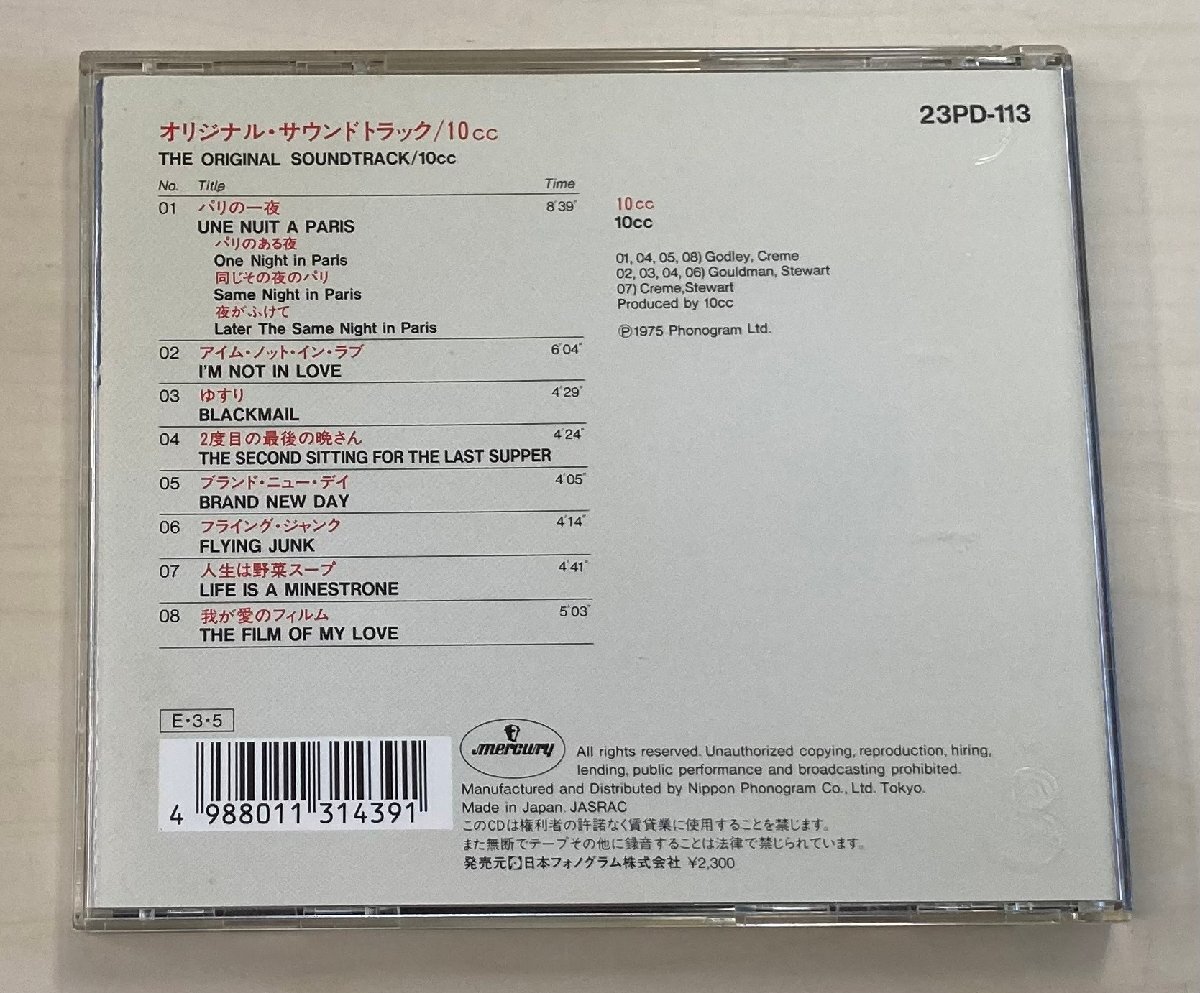 23PD-113
オリジナル・サウンドトラック/10cc
THE ORIGINAL SOUNDTRACK/10cc
No. Title Time
01 パリの一夜 8'39"
UNE NUIT A PARIS
パリのある夜
One Night in Paris
同じその夜のパリ
Same Night in Paris
夜がふけて
Later The Same Night in Paris
02 アイム・ノット・イン・ラブ 6'04"
I'M NOT IN LOVE
03 ゆすり 4'29"
BLACKMAIL
04 2度目の最後の晩さん 4'24"
THE SECOND SITTING FOR THE LAST SUPPER
05 ブランド・ニュー・デイ 4'05"
BRAND NEW DAY
06 フライング・ジャンク 4'14"
FLYING JUNK
07 人生は野菜スープ 4'41"
LIFE IS A MINESTRONE
08 我が愛のフィルム 5'03"
THE FILM OF MY LOVE
10cc
10cc
01, 04, 05, 08) Godley, Creme
02, 03, 04, 06) Gouldman, Stewart
07) Creme,Stewart
Produced by 10cc
℗1975 Phonogram Ltd.
E・3・5
4 988011 314391
mercury
All rights reserved. Unauthorized copying, reproduction, hiring,
lending, public performance and broadcasting prohibited.
Manufactured and Distributed by Nippon Phonogram Co., Ltd. Tokyo.
Made in Japan. JASRAC
このCDは権利者の許諾なく賃貸業に使用することを禁じます。
また無断でテープその他に録音することは法律で禁じられています。
発売元 日本フォノグラム株式会社 ¥2,300